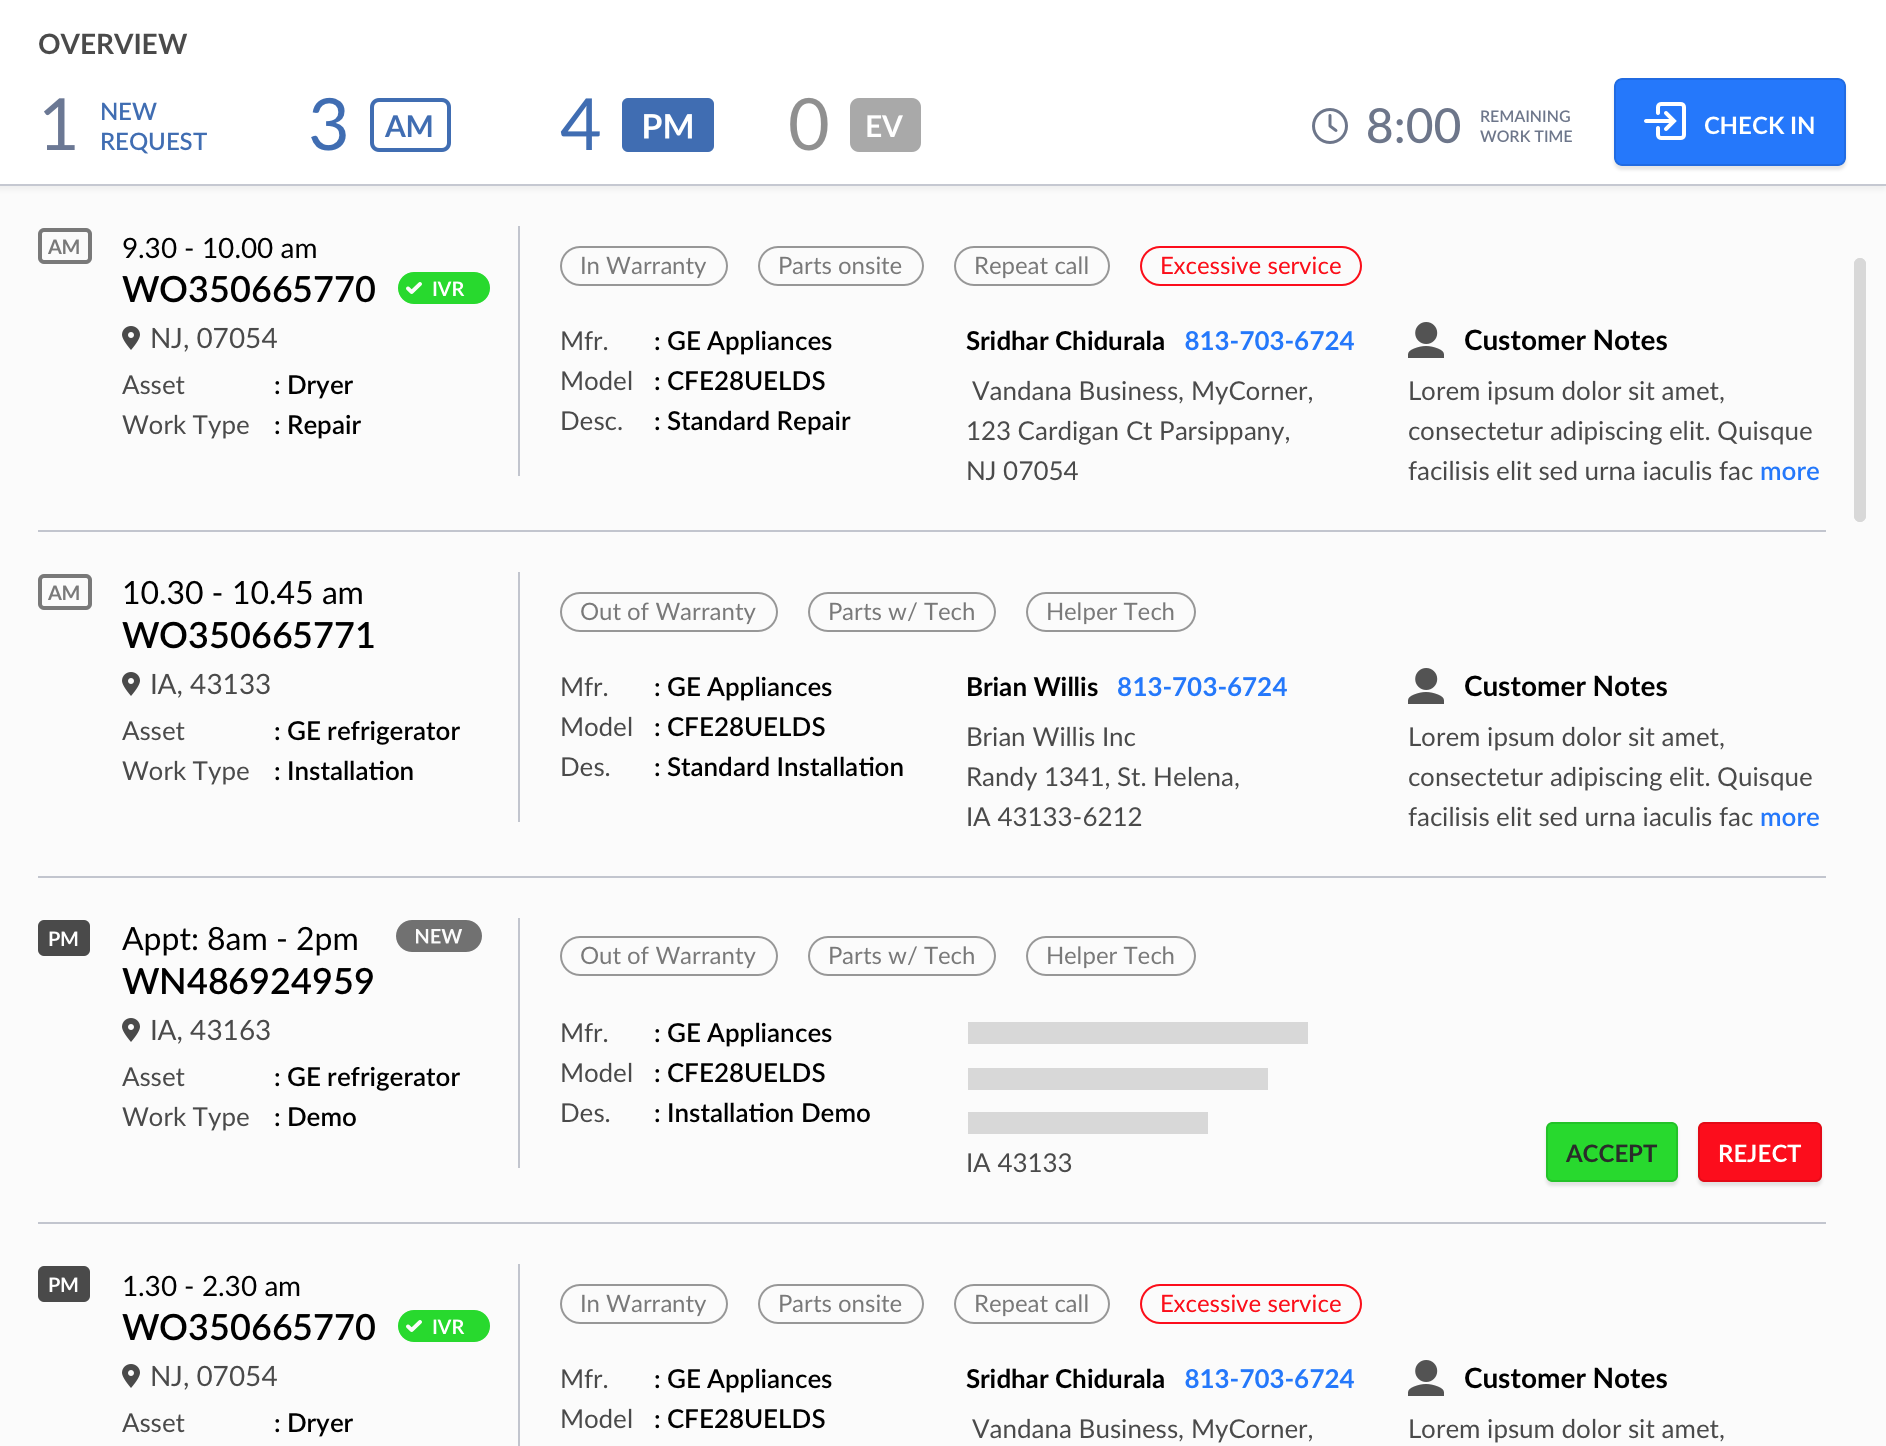 OVERVIEW
1 NEW REQUEST
3 AM
4 PM
0 EV
8:00 REMAINING WORK TIME
CHECK IN
AM
9.30 - 10.00 am
WO350665770 IVR
NJ, 07054
Asset : Dryer
Work Type : Repair
In Warranty Parts onsite Repeat call Excessive service
Mfr. : GE Appliances
Model : CFE28UELDS
Desc. : Standard Repair
Sridhar Chidurala 813-703-6724
Vandana Business, MyCorner,
123 Cardigan Ct Parsippany,
NJ 07054
Customer Notes
Lorem ipsum dolor sit amet,
consectetur adipiscing elit. Quisque
facilisis elit sed urna iaculis fac more
AM
10.30 - 10.45 am
WO350665771
IA, 43133
Asset : GE refrigerator
Work Type : Installation
Out of Warranty Parts w/ Tech Helper Tech
Mfr. : GE Appliances
Model : CFE28UELDS
Des. : Standard Installation
Brian Willis 813-703-6724
Brian Willis Inc
Randy 1341, St. Helena,
IA 43133-6212
Customer Notes
Lorem ipsum dolor sit amet,
consectetur adipiscing elit. Quisque
facilisis elit sed urna iaculis fac more
PM
Appt: 8am - 2pm NEW
WN486924959
IA, 43163
Asset : GE refrigerator
Work Type : Demo
Out of Warranty Parts w/ Tech Helper Tech
Mfr. : GE Appliances
Model : CFE28UELDS
Des. : Installation Demo
IA 43133
ACCEPT REJECT
PM
1.30 - 2.30 am
WO350665770 IVR
NJ, 07054
Asset : Dryer
In Warranty Parts onsite Repeat call Excessive service
Mfr. : GE Appliances
Model : CFE28UELDS
Sridhar Chidurala 813-703-6724
Vandana Business, MyCorner,
Customer Notes
Lorem ipsum dolor sit amet,